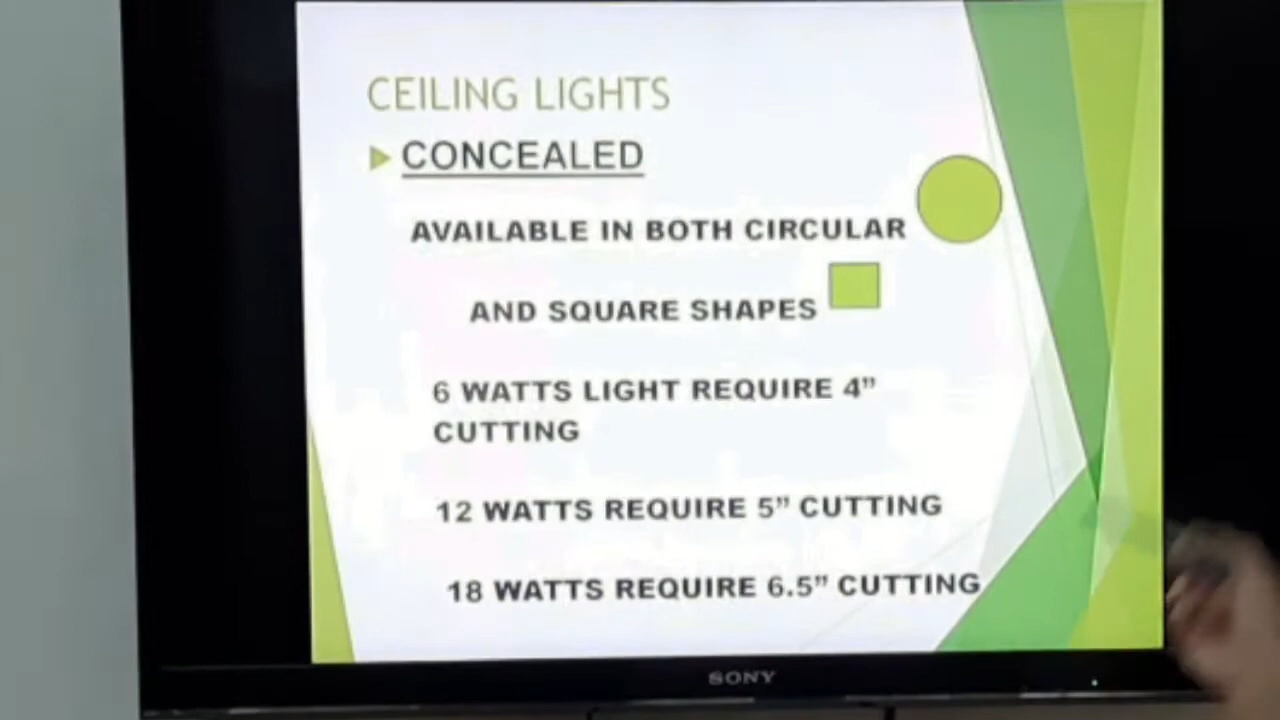 CEILING LIGHTS
CONCEALED
AVAILABLE IN BOTH CIRCULAR
AND SQUARE SHAPES
6 WATTS LIGHT REQUIRE 4”
CUTTING
12 WATTS REQUIRE 5” CUTTING
18 WATTS REQUIRE 6.5” CUTTING
SONY